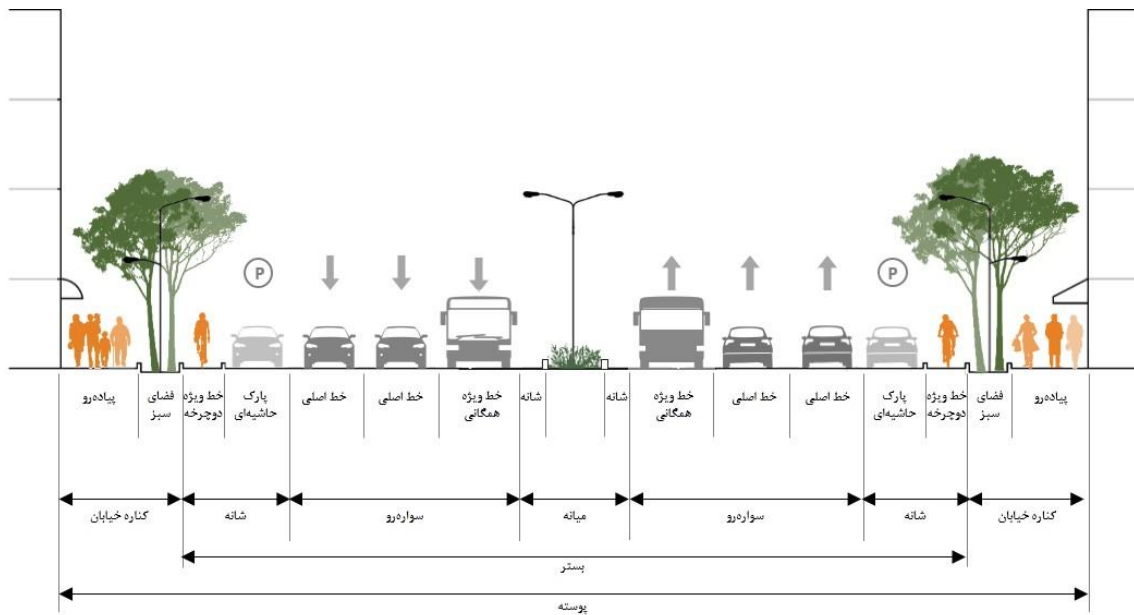 P
P
پیاده‌رو
فضای
سبز
خط ویژه
دوچرخه
پارک
حاشیه‌ای
خط اصلی
خط اصلی
خط ویژه
همگانی
شانه
شانه
خط ویژه
همگانی
خط اصلی
خط اصلی
پارک
حاشیه‌ای
خط ویژه
دوچرخه
فضای
سبز
پیاده‌رو
کناره خیابان
شانه
سواره‌رو
میانه
سواره‌رو
شانه
کناره خیابان
بستر
پوسته